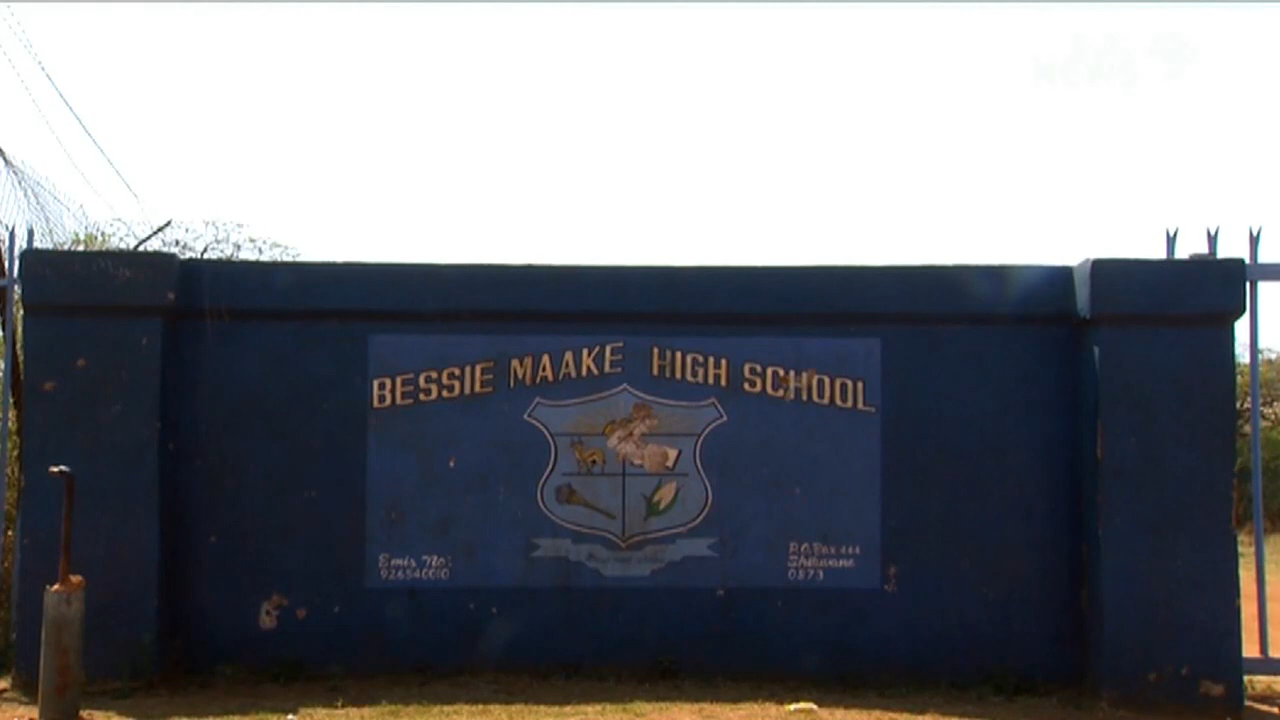 BESSIE MAAKE HIGH SCHOOL
Emis No:
926540010
P.O.Box 444
0873